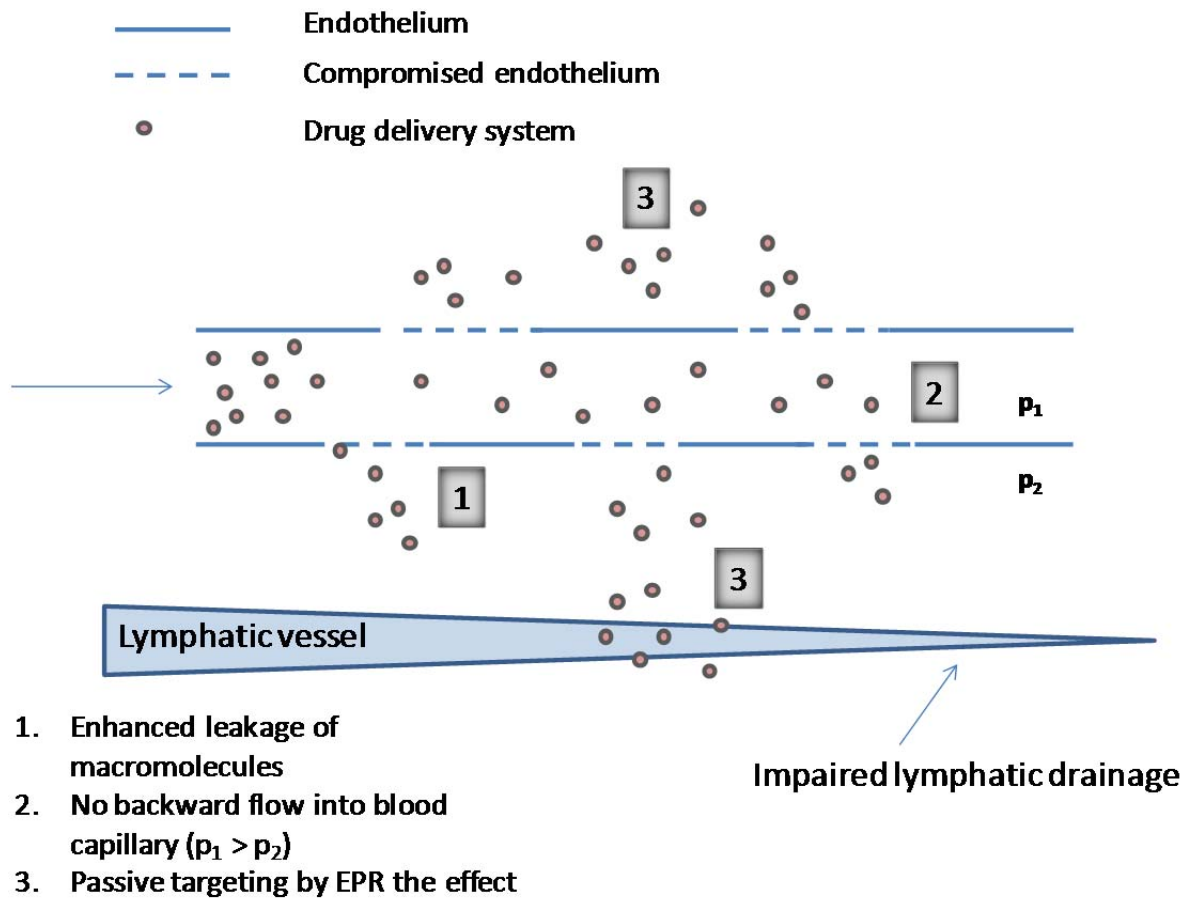 Endothelium
Compromised endothelium
Drug delivery system
3
2
p₁
p₂
1
3
Lymphatic vessel
1. Enhanced leakage of
macromolecules
2. No backward flow into blood
capillary (p₁ > p₂)
3. Passive targeting by EPR the effect
Impaired lymphatic drainage